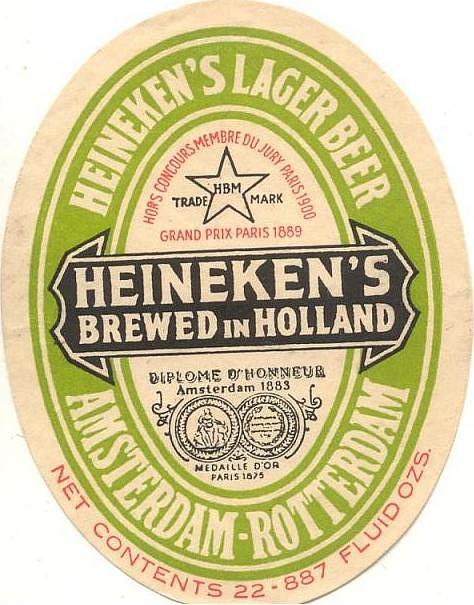 HEINEKEN'S LAGER BEER
HORS CONCOURS MEMBRE DU JURY PARIS 1900
HBM
TRADE MARK
GRAND PRIX PARIS 1889
HEINEKEN'S
BREWED IN HOLLAND
DIPLOME D'HONNEUR
Amsterdam 1883
MEDAILLE D'OR
PARIS 1875
AMSTERDAM-ROTTERDAM
NET CONTENTS 22-887 FLUID OZS.